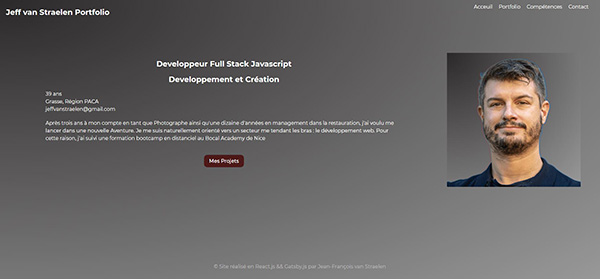 Jeff van Straelen Portfolio
Acceuil Portfolio Compétences Contact
Developpeur Full Stack Javascript
Developpement et Création
39 ans
Grasse, Région PACA
jeffvanstraelen@gmail.com
Après trois ans à mon compte en tant que Photographe ainsi qu'une dizaine d'années en management dans la restauration, j'ai voulu me
lancer dans une nouvelle Aventure. Je me suis naturellement orienté vers un secteur me tendant les bras : le développement web. Pour
cette raison, j'ai suivi une formation bootcamp en distanciel au Bocal Academy de Nice
Mes Projets
© Site réalisé en React.js && Gatsby.js par Jean-François van Straelen